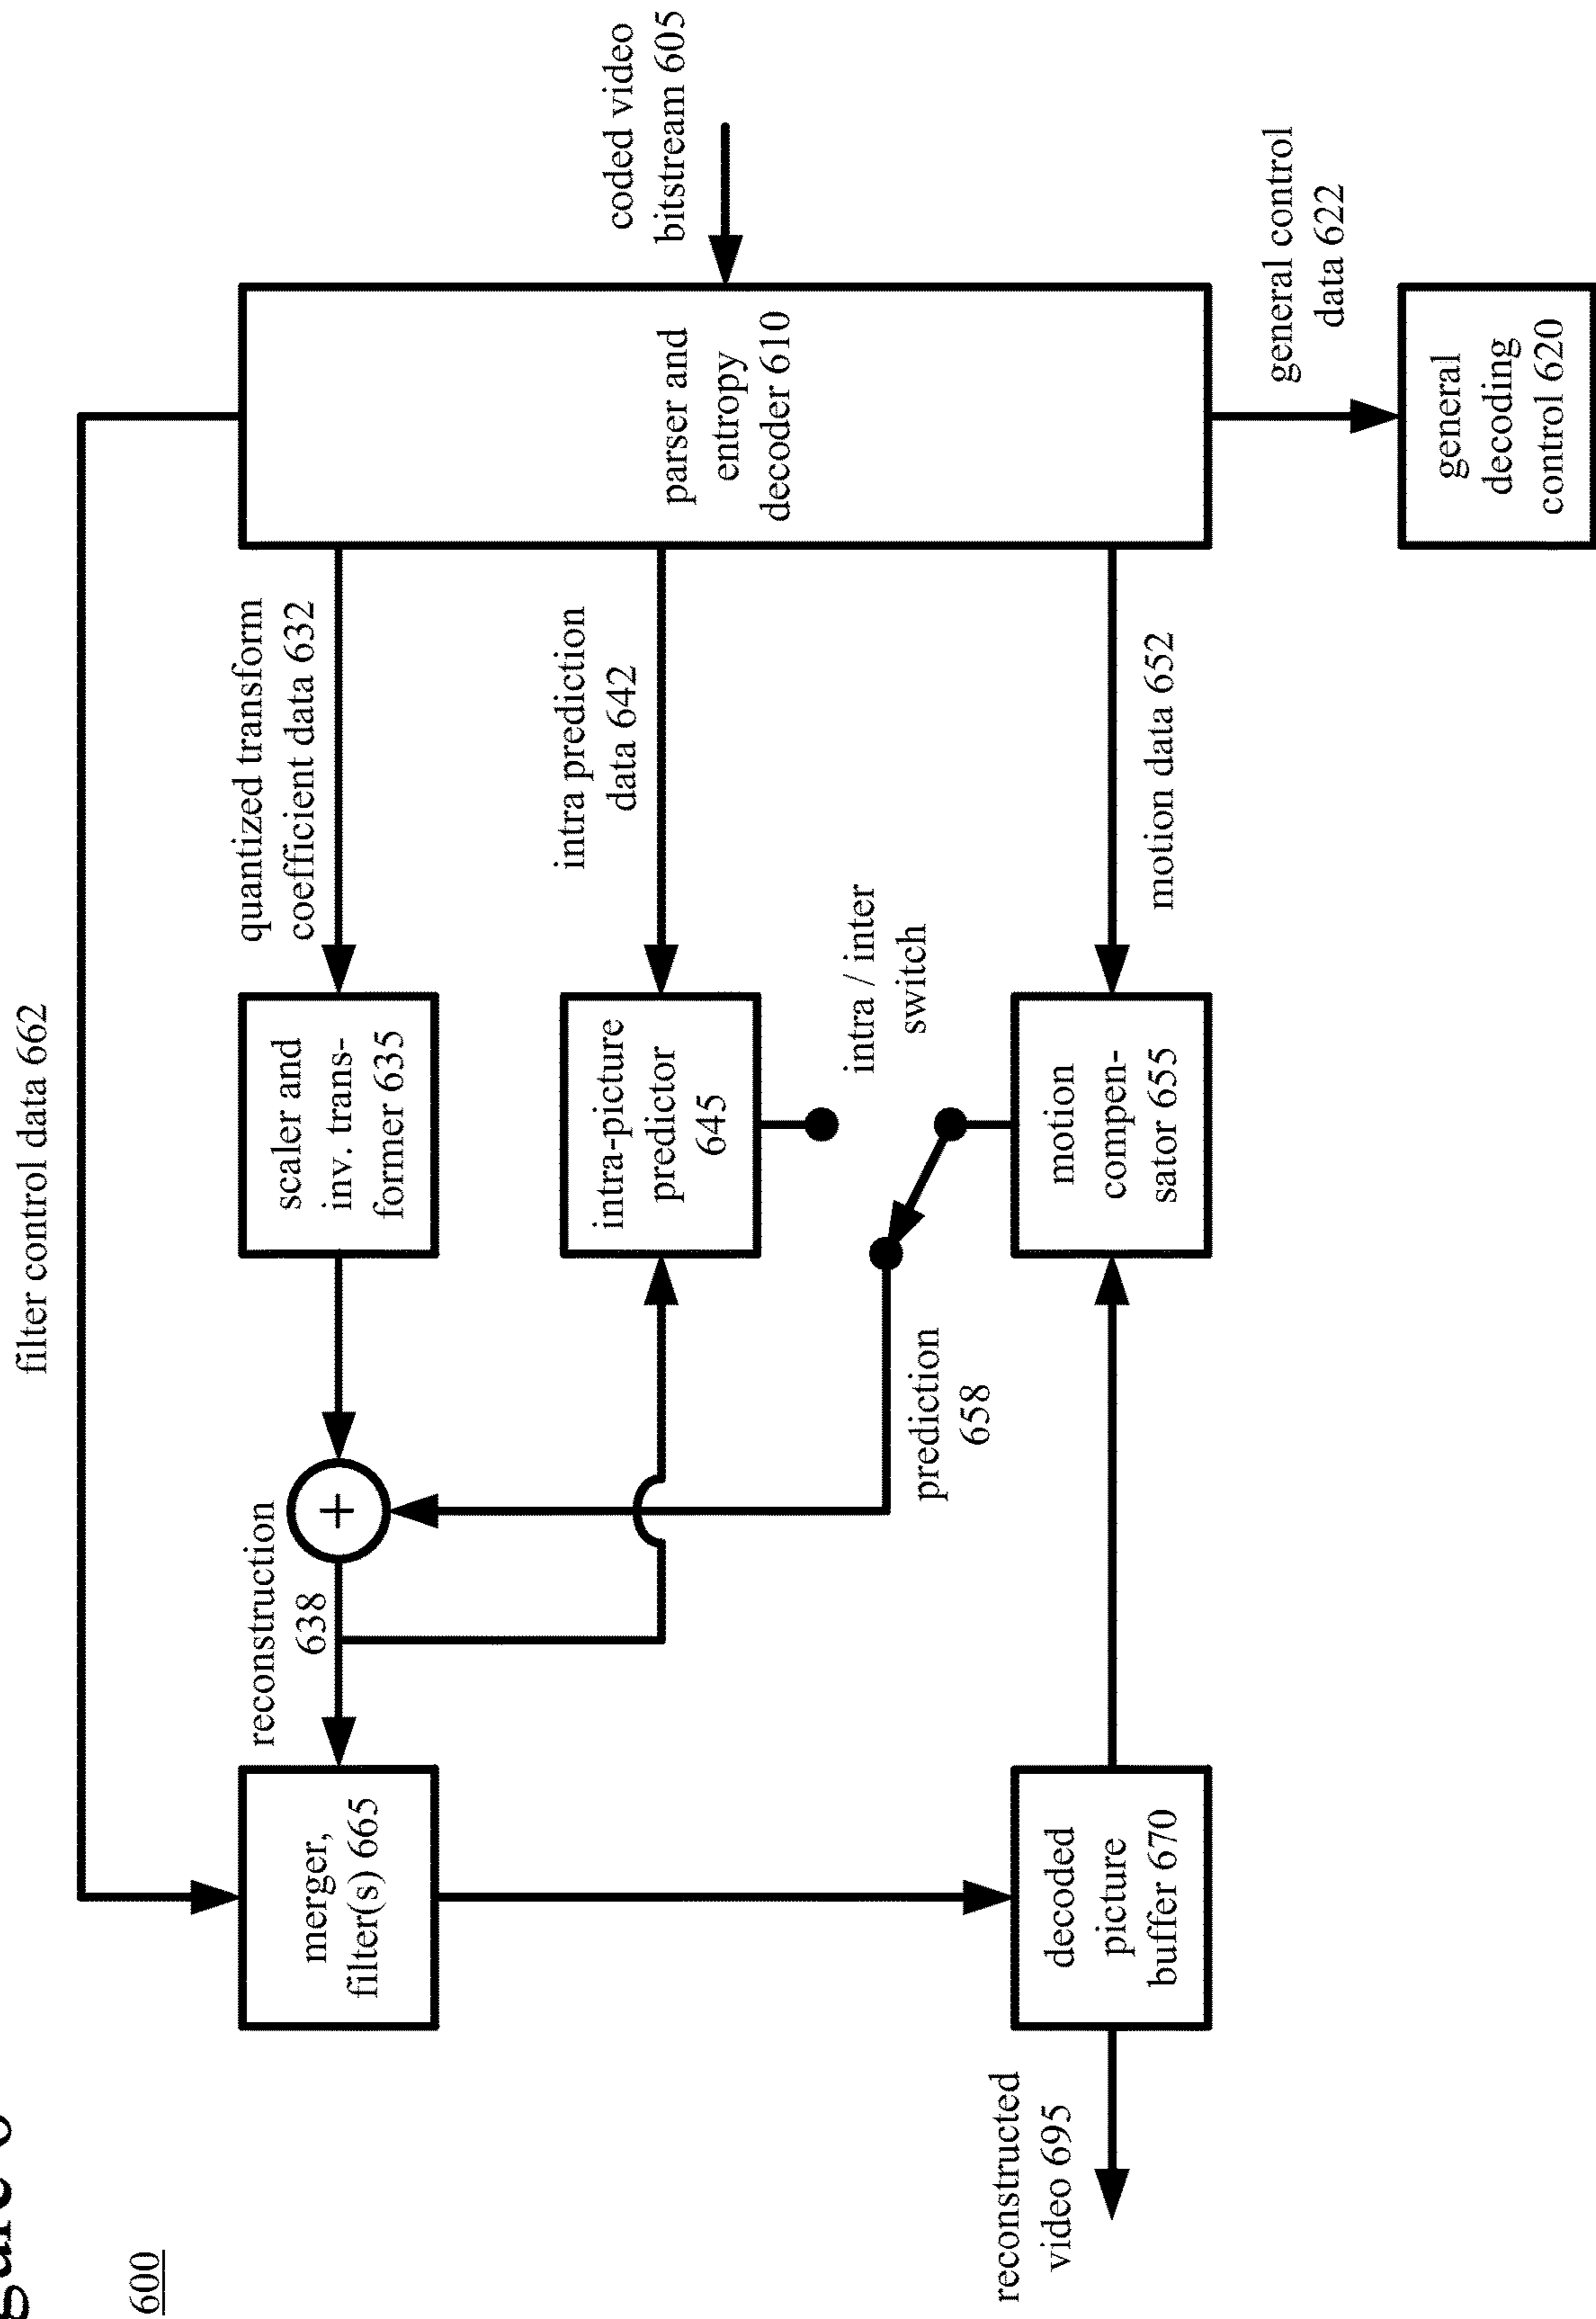 600
filter control data 662
coded video
bitstream 605
parser and
entropy
decoder 610
general control
data 622
general
decoding
control 620
quantized transform
coefficient data 632
intra prediction
data 642
motion data 652
scaler and
inv. trans-
former 635
intra-picture
predictor
645
intra / inter
switch
motion
compen-
sator 655
+
reconstruction
638
prediction
658
merger,
filter(s) 665
decoded
picture
buffer 670
reconstructed
video 695